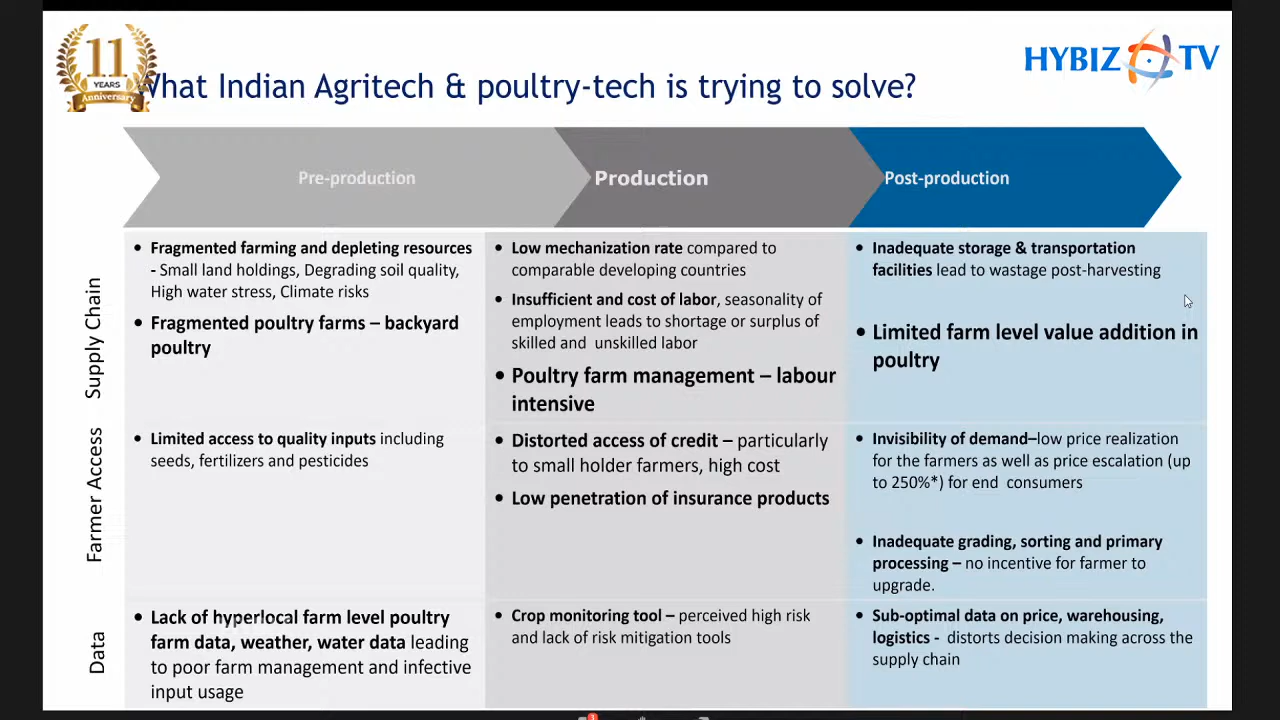 11
YEARS
Anniversary
What Indian Agritech & poultry-tech is trying to solve?
HYBIZ TV
Pre-production
Production
Post-production
Supply Chain
• Fragmented farming and depleting resources
- Small land holdings, Degrading soil quality,
High water stress, Climate risks
• Fragmented poultry farms – backyard
poultry
• Low mechanization rate compared to
comparable developing countries
• Insufficient and cost of labor, seasonality of
employment leads to shortage or surplus of
skilled and unskilled labor
• Poultry farm management – labour
intensive
• Inadequate storage & transportation
facilities lead to wastage post-harvesting
• Limited farm level value addition in
poultry
Farmer Access
• Limited access to quality inputs including
seeds, fertilizers and pesticides
• Distorted access of credit – particularly
to small holder farmers, high cost
• Low penetration of insurance products
• Invisibility of demand–low price realization
for the farmers as well as price escalation (up
to 250%*) for end consumers
• Inadequate grading, sorting and primary
processing – no incentive for farmer to
upgrade.
Data
• Lack of hyperlocal farm level poultry
farm data, weather, water data leading
to poor farm management and infective
input usage
• Crop monitoring tool – perceived high risk
and lack of risk mitigation tools
• Sub-optimal data on price, warehousing,
logistics - distorts decision making across the
supply chain